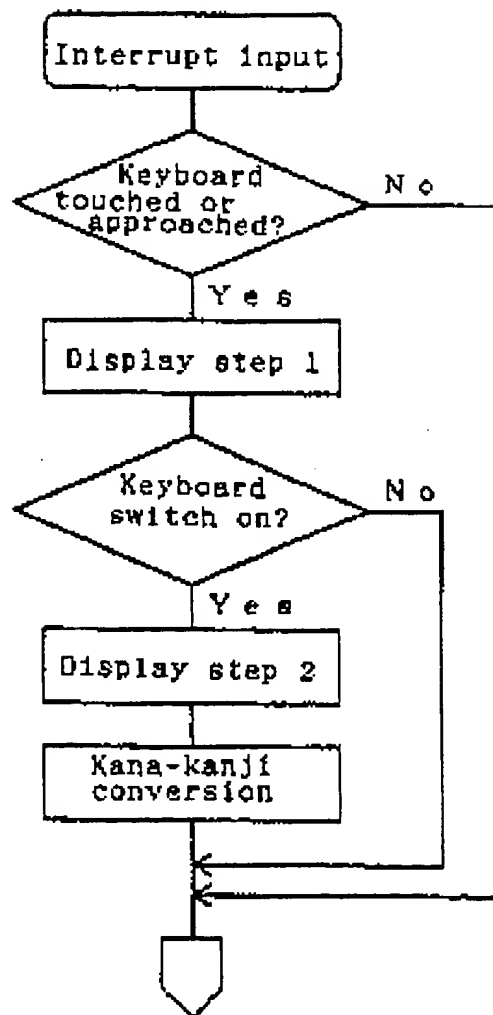 Interrupt input
Keyboard
touched or
approached?
No
Yes
Display step 1
Keyboard
switch on?
No
Yes
Display step 2
Kana-kanji
conversion